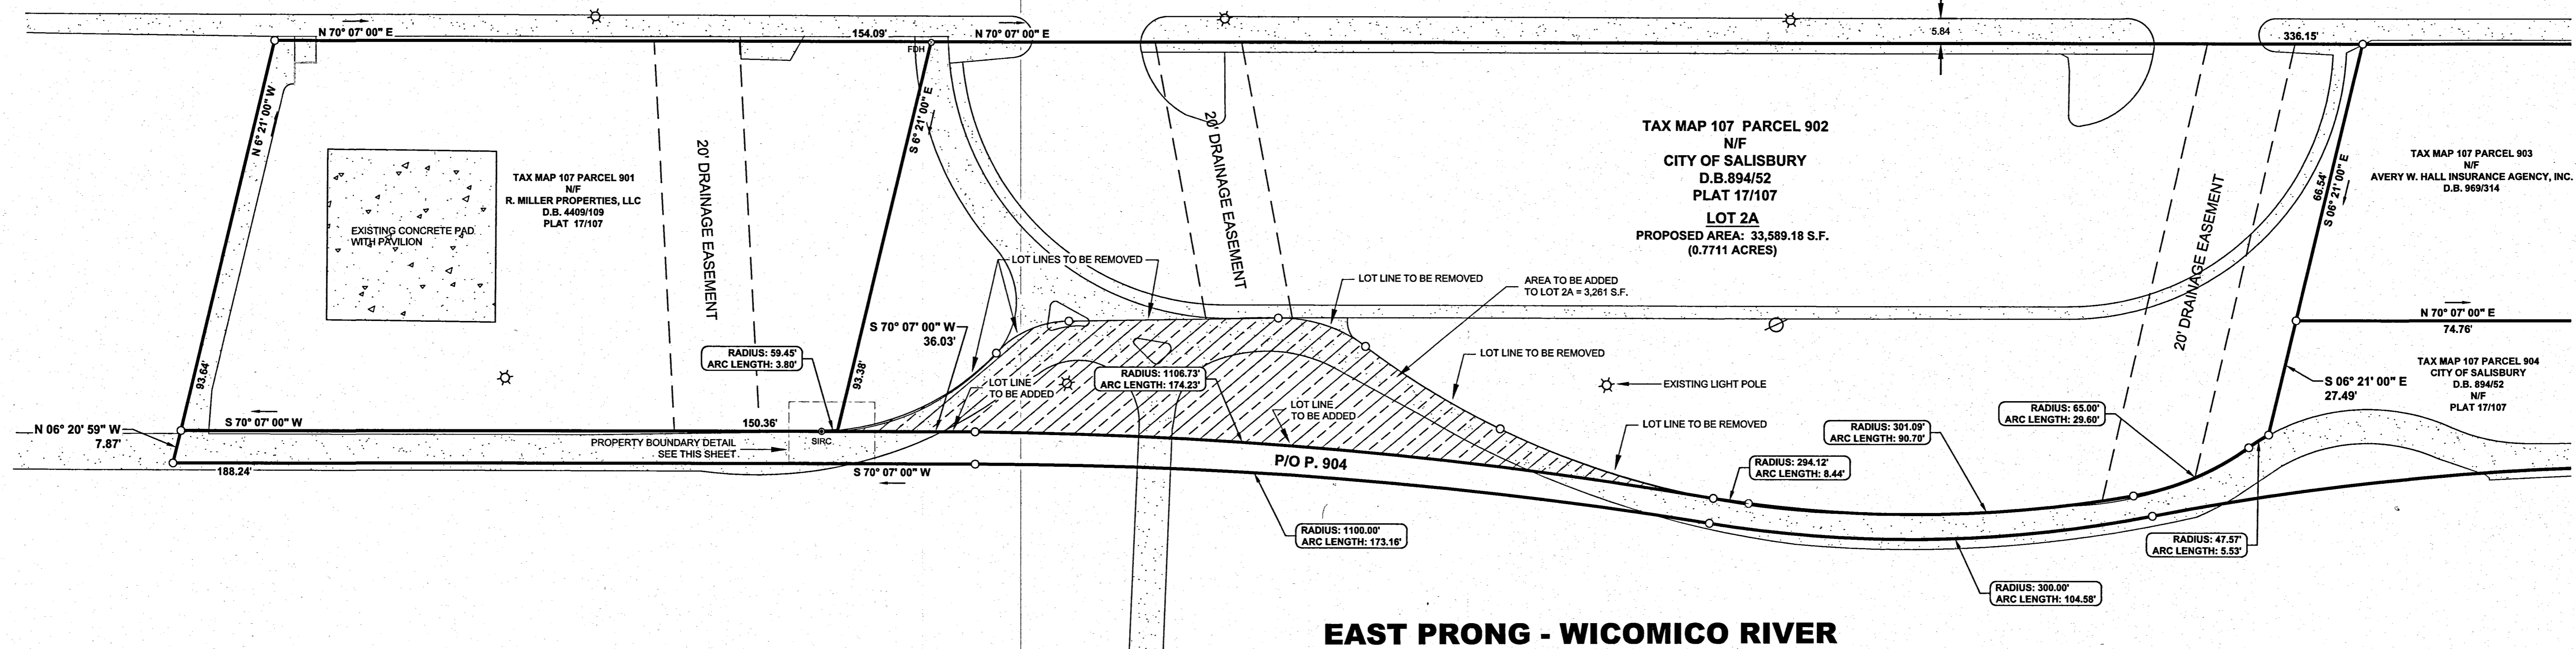 N 70° 07' 00" E
154.09'
FDH
N 70° 07' 00" E
5.84
336.15'
N 6° 21' 00" W
93.64'
EXISTING CONCRETE PAD
WITH PAVILION
TAX MAP 107 PARCEL 901
N/F
R. MILLER PROPERTIES, LLC
D.B. 4409/109
PLAT 17/107
20' DRAINAGE EASEMENT
S 6° 21' 00" E
93.38'
20' DRAINAGE EASEMENT
TAX MAP 107 PARCEL 902
N/F
CITY OF SALISBURY
D.B.894/52
PLAT 17/107
LOT 2A
PROPOSED AREA: 33,589.18 S.F.
(0.7711 ACRES)
20' DRAINAGE EASEMENT
66.54'
S 06° 21' 00" E
TAX MAP 107 PARCEL 903
N/F
AVERY W. HALL INSURANCE AGENCY, INC.
D.B. 969/314
LOT LINES TO BE REMOVED
LOT LINE TO BE REMOVED
AREA TO BE ADDED
TO LOT 2A = 3,261 S.F.
S 70° 07' 00" W
36.03'
RADIUS: 59.45'
ARC LENGTH: 3.80'
LOT LINE
TO BE ADDED
RADIUS: 1106.73'
ARC LENGTH: 174.23'
LOT LINE
TO BE ADDED
LOT LINE TO BE REMOVED
EXISTING LIGHT POLE
LOT LINE TO BE REMOVED
N 70° 07' 00" E
74.76'
TAX MAP 107 PARCEL 904
CITY OF SALISBURY
D.B. 894/52
N/F
PLAT 17/107
S 06° 21' 00" E
27.49'
N 06° 20' 59" W
7.87'
S 70° 07' 00" W
150.36'
SIRC
PROPERTY BOUNDARY DETAIL
SEE THIS SHEET
188.24'
S 70° 07' 00" W
P/O P. 904
RADIUS: 65.00'
ARC LENGTH: 29.60'
RADIUS: 301.09'
ARC LENGTH: 90.70'
RADIUS: 294.12'
ARC LENGTH: 8.44'
RADIUS: 1100.00'
ARC LENGTH: 173.16'
RADIUS: 47.57'
ARC LENGTH: 5.53'
RADIUS: 300.00'
ARC LENGTH: 104.58'
EAST PRONG - WICOMICO RIVER